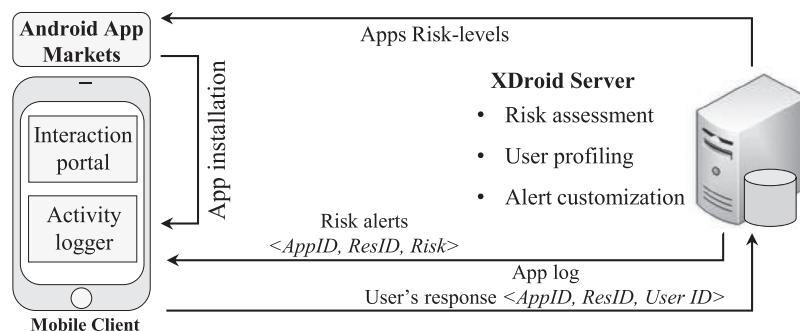 Android App
Markets
Apps Risk-levels
App installation
Interaction
portal
Activity
logger
Mobile Client
XDroid Server
• Risk assessment
• User profiling
• Alert customization
Risk alerts
<AppID, ResID, Risk>
App log
User's response <AppID, ResID, User ID>